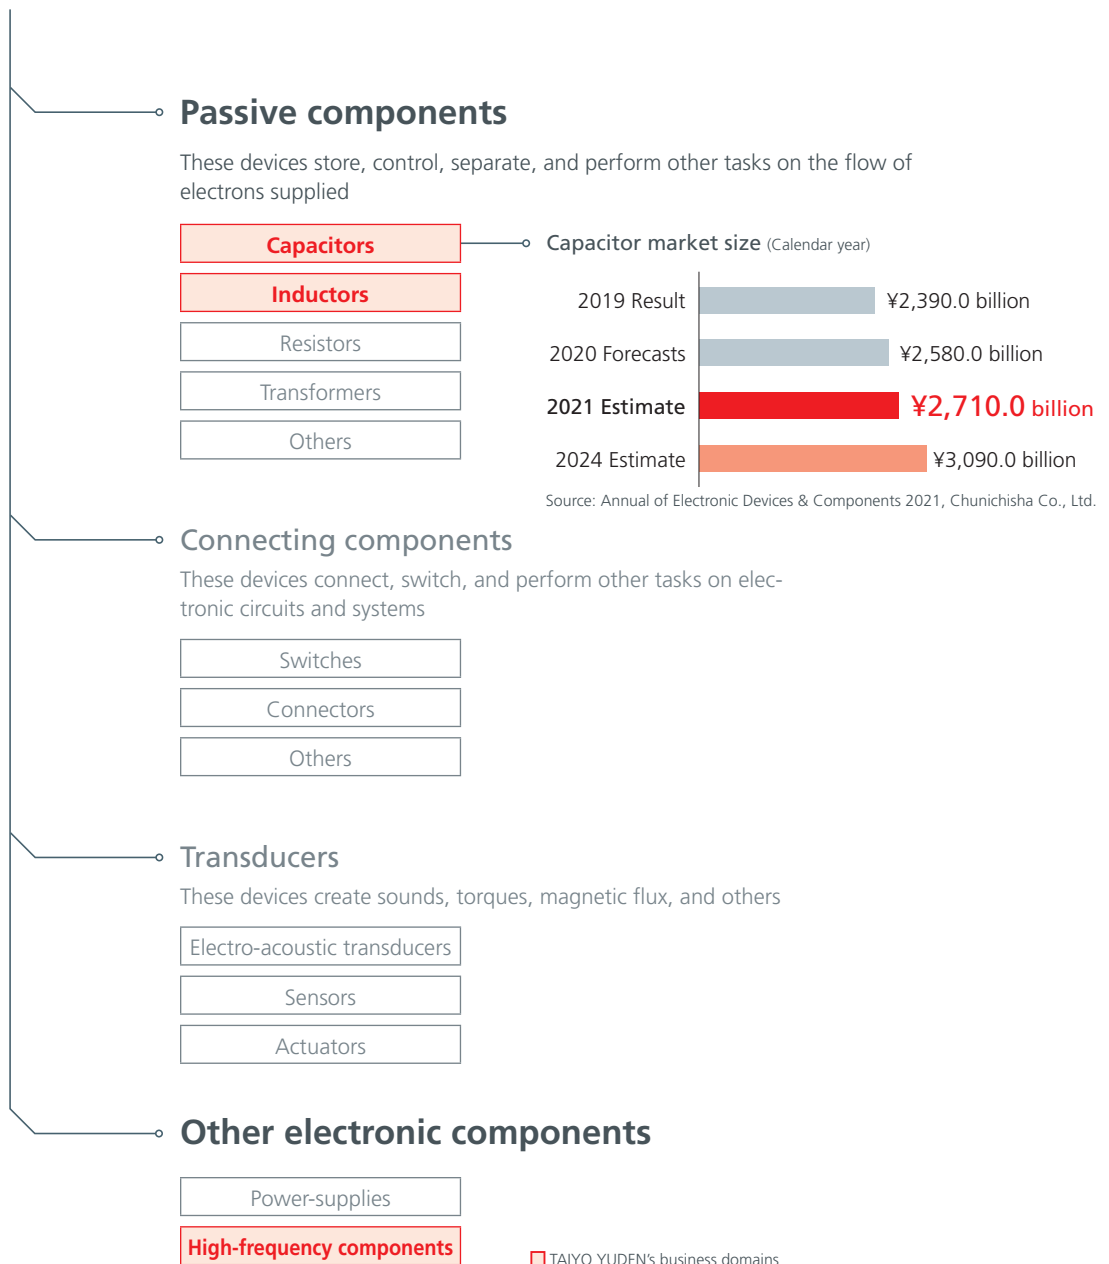 Passive components
These devices store, control, separate, and perform other tasks on the flow of
electrons supplied
Capacitors
Inductors
Resistors
Transformers
Others
Capacitor market size (Calendar year)
2019 Result ¥2,390.0 billion
2020 Forecasts ¥2,580.0 billion
2021 Estimate ¥2,710.0 billion
2024 Estimate ¥3,090.0 billion
Source: Annual of Electronic Devices & Components 2021, Chunichisha Co., Ltd.
Connecting components
These devices connect, switch, and perform other tasks on elec-
tronic circuits and systems
Switches
Connectors
Others
Transducers
These devices create sounds, torques, magnetic flux, and others
Electro-acoustic transducers
Sensors
Actuators
Other electronic components
Power-supplies
High-frequency components
TAIYO YUDEN's business domains